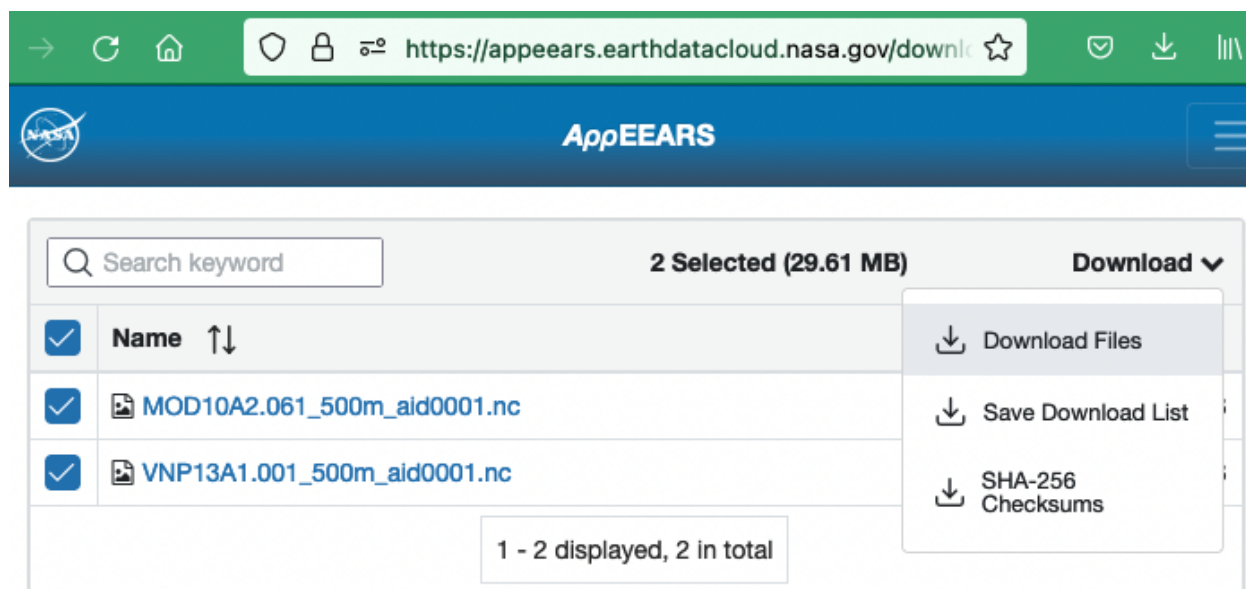 https://appeears.earthdatacloud.nasa.gov/downl
NASA
AppEEARS
Search keyword
2 Selected (29.61 MB)
Download
Name
Download Files
MOD10A2.061_500m_aid0001.nc
Save Download List
VNP13A1.001_500m_aid0001.nc
SHA-256
Checksums
1 - 2 displayed, 2 in total